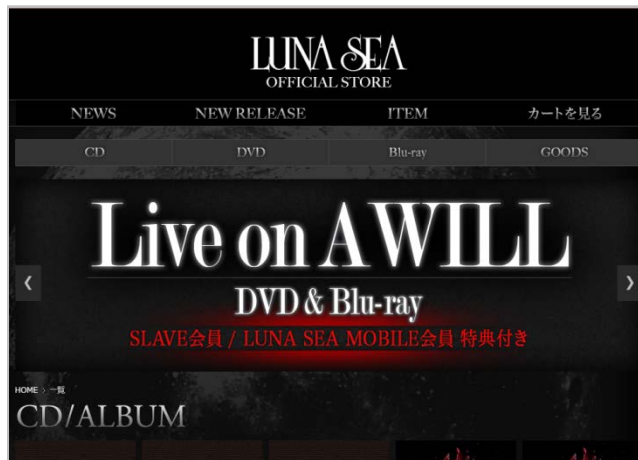 LUNA SEA
OFFICIAL STORE
NEWS NEW RELEASE ITEM カートを見る
CD DVD Blu-ray GOODS
Live on A WILL
DVD & Blu-ray
SLAVE会員 / LUNA SEA MOBILE会員 特典付き
HOME > 一覧
CD/ALBUM